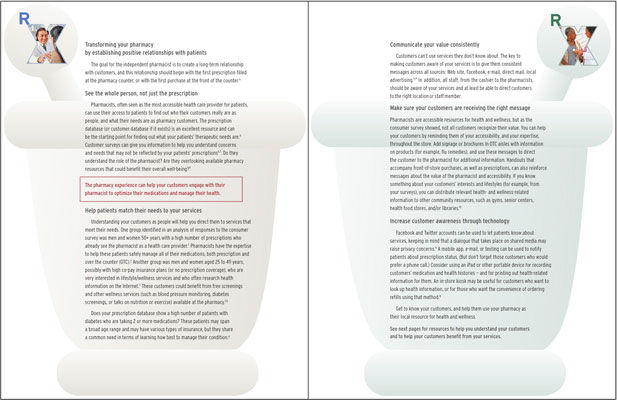 R
Transforming your pharmacy
by establishing positive relationships with patients
The goal for the independent pharmacist is to create a long-term relationship
with customers, and this relationship should begin with the first prescription filled
at the pharmacy counter, or with the first purchase at the front of the counter.
See the whole person, not just the prescription
Pharmacists, often seen as the most accessible health care provider for patients,
can use their access to patients to find out who their customers really are as
people, and what their needs are as pharmacy customers. The prescription
database (or customer database if it exists) is an excellent resource and can
be the starting point for finding out what your patients' therapeutic needs are.
Customer surveys can give you information to help you understand concerns
and needs that may not be reflected by your patients' prescriptions. Do they
understand the role of the pharmacist? Are they overlooking available pharmacy
resources that could benefit their overall well-being?
The pharmacy experience can help your customers engage with their
pharmacist to optimize their medications and manage their health.
Help patients match their needs to your services
Understanding your customers as people will help you direct them to services that
meet their needs. One group identified in an analysis of responses to the consumer
survey was men and women 50+ years with a high number of prescriptions who
already see the pharmacist as a health care provider. Pharmacists have the expertise
to help these patients safely manage all of their medications, both prescription and
over the counter (OTC). Another group was men and women aged 25 to 49 years,
possibly with high co-pay insurance plans (or no prescription coverage), who are
very interested in lifestyle/wellness services and who often research health
information on the Internet. These customers could benefit from free screenings
and other wellness services (such as blood pressure monitoring, diabetes
screenings, or talks on nutrition or exercise) available at the pharmacy.
Does your prescription database show a high number of patients with
diabetes who are taking 2 or more medications? These patients may span
a broad age range and may have various types of insurance, but they share
a common need in terms of learning how best to manage their condition.
R
Communicate your value consistently
Customers can't use services they don't know about. The key to
making customers aware of your services is to give them consistent
messages across all sources: Web site, Facebook, e-mail, direct mail, local
advertising. In addition, all staff, from the cashier to the pharmacists,
should be aware of your services and at least be able to direct customers
to the right location or staff member.
Make sure your customers are receiving the right message
Pharmacists are accessible resources for health and wellness, but as the
consumer survey showed, not all customers recognize their value. You can help
your customers by reminding them of your accessibility, and your expertise,
throughout the store. Add signage or brochures in OTC aisles with information
on products (for example, flu remedies), and use these messages to direct
the customer to the pharmacist for additional information. Handouts that
accompany front-of-store purchases, as well as prescriptions, can also reinforce
messages about the value of the pharmacist and accessibility. If you know
something about your customers' interests and lifestyles (for example, from
your surveys), you can distribute relevant health- and wellness-related
information to other community resources, such as gyms, senior centers,
health food stores, and/or libraries.
Increase customer awareness through technology
Facebook and Twitter accounts can be used to let patients know about
services, keeping in mind that a dialogue that takes place on shared media may
raise privacy concerns. A mobile app, e-mail, or texting can be used to notify
patients about prescription status. (But don't forget those customers who would
prefer a phone call.) Consider using an iPad or other portable device for recording
customers' medication and health histories – and for printing out health-related
information for them. An in-store kiosk may be useful for customers who want to
look up health information, or for those who want the convenience of ordering
refills using that method.
Get to know your customers, and help them use your pharmacy as
their local resource for health and wellness.
See next pages for resources to help you understand your customers
and to help your customers benefit from your services.